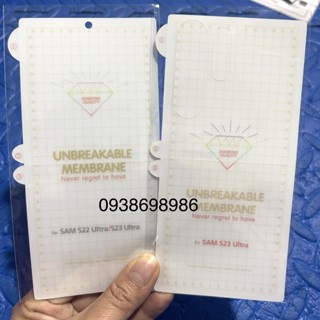 UNBREAKABLE
MEMBRANE
Never regret to have
for SAM S22 Ultra/S23 Ultra
UNBREAKABLE
MEMBRANE
Never regret to have
for SAM S23 Ultra
0938698986